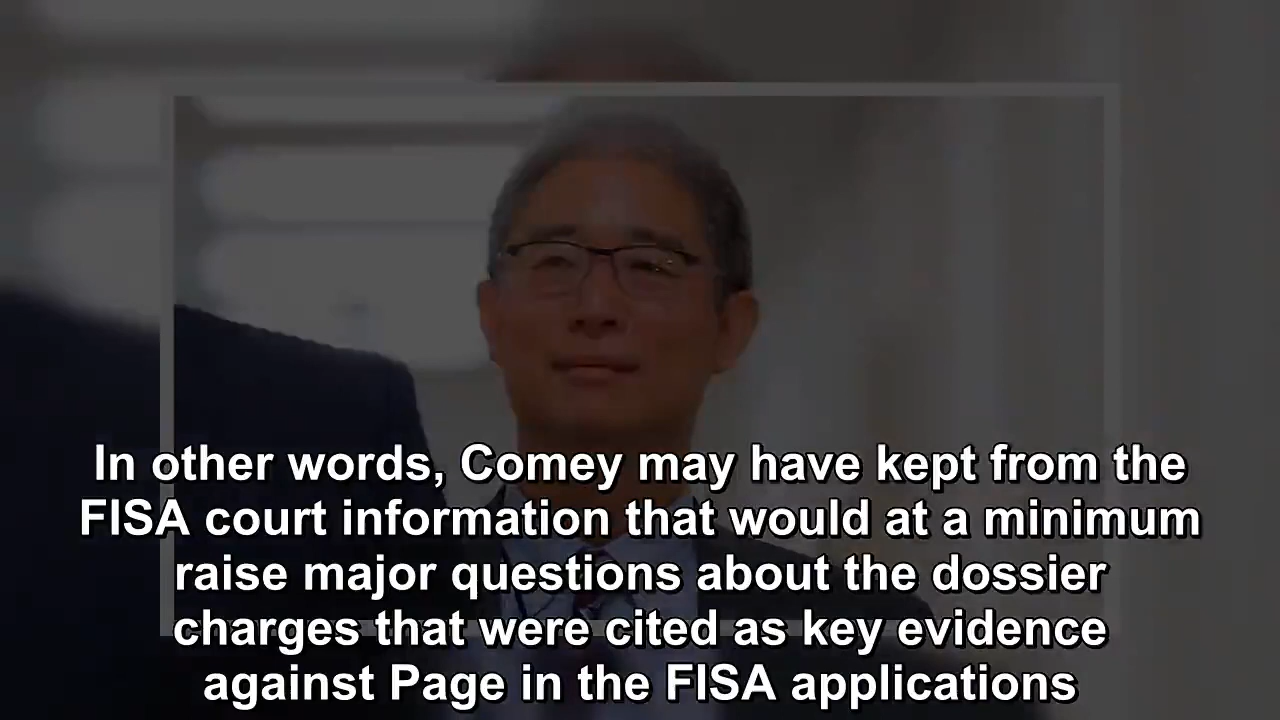 In other words, Comey may have kept from the
FISA court information that would at a minimum
raise major questions about the dossier
charges that were cited as key evidence
against Page in the FISA applications